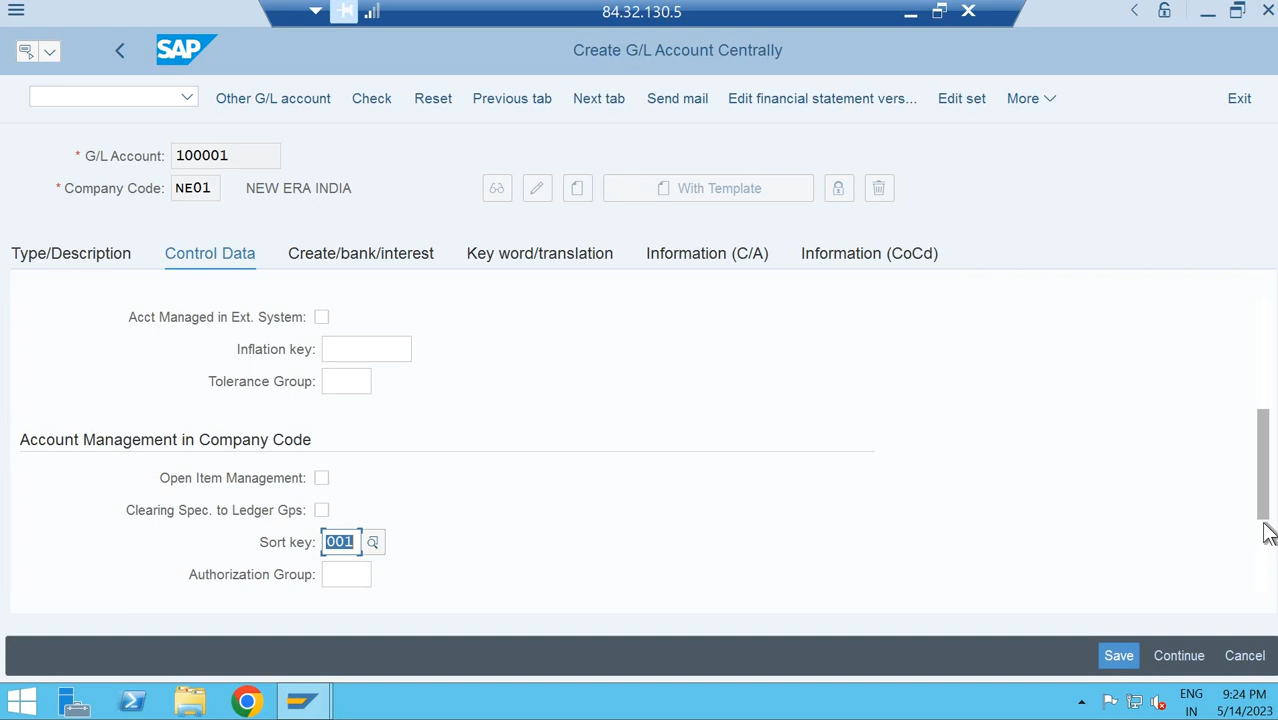 84.32.130.5
SAP
Create G/L Account Centrally
Other G/L account Check Reset Previous tab Next tab Send mail Edit financial statement vers... Edit set More Exit
* G/L Account: 100001
* Company Code: NE01 NEW ERA INDIA With Template
Type/Description Control Data Create/bank/interest Key word/translation Information (C/A) Information (CoCd)
Acct Managed in Ext. System:
Inflation key:
Tolerance Group:
Account Management in Company Code
Open Item Management:
Clearing Spec. to Ledger Gps:
Sort key: 001
Authorization Group:
Save Continue Cancel
ENG 9:24 PM
IN 5/14/2023